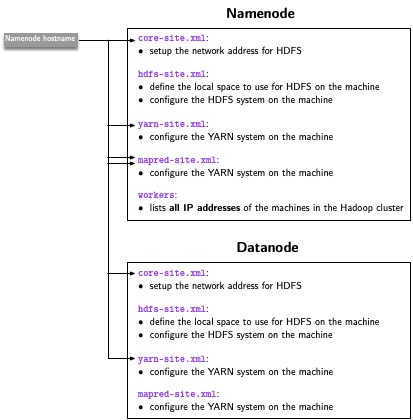 Namenode
Namenode hostname
core-site.xml:
• setup the network address for HDFS
hdfs-site.xml:
• define the local space to use for HDFS on the machine
• configure the HDFS system on the machine
yarn-site.xml:
• configure the YARN system on the machine
mapred-site.xml:
• configure the YARN system on the machine
workers:
• lists all IP addresses of the machines in the Hadoop cluster
Datanode
core-site.xml:
• setup the network address for HDFS
hdfs-site.xml:
• define the local space to use for HDFS on the machine
• configure the HDFS system on the machine
yarn-site.xml:
• configure the YARN system on the machine
mapred-site.xml:
• configure the YARN system on the machine